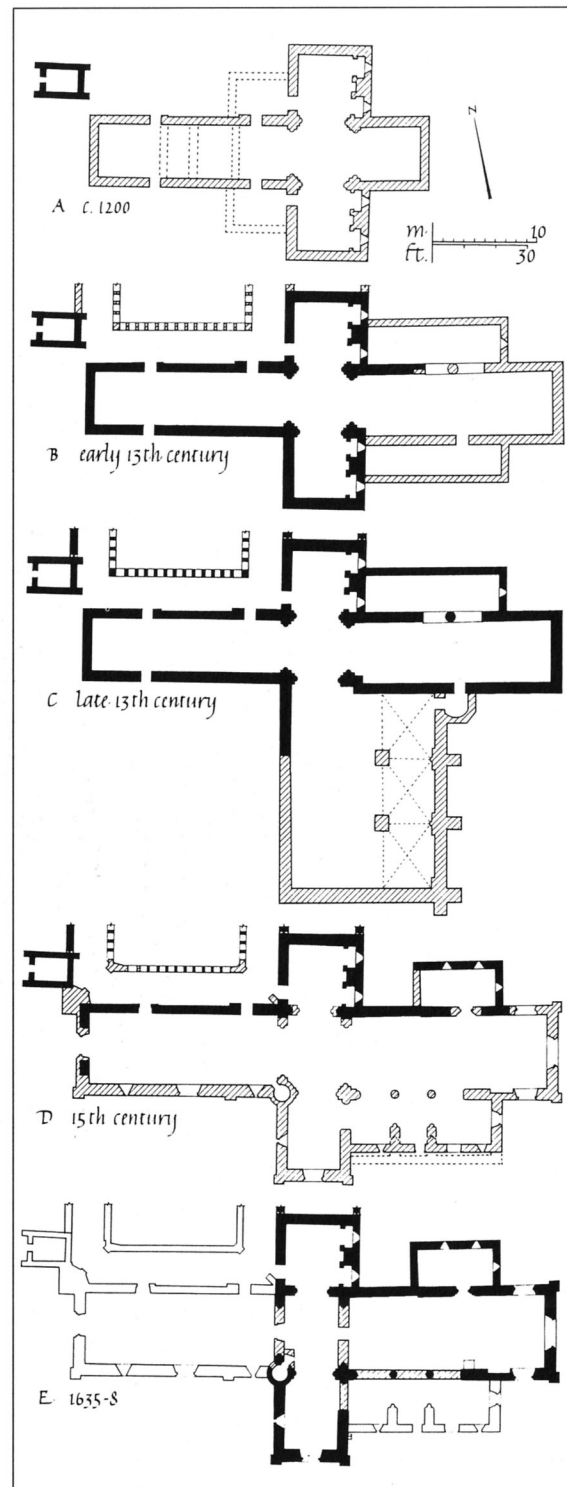 N
A c. 1200
m. 10
ft. 30
B early 13th century
C late 13th century
D 15th century
E 1635-8